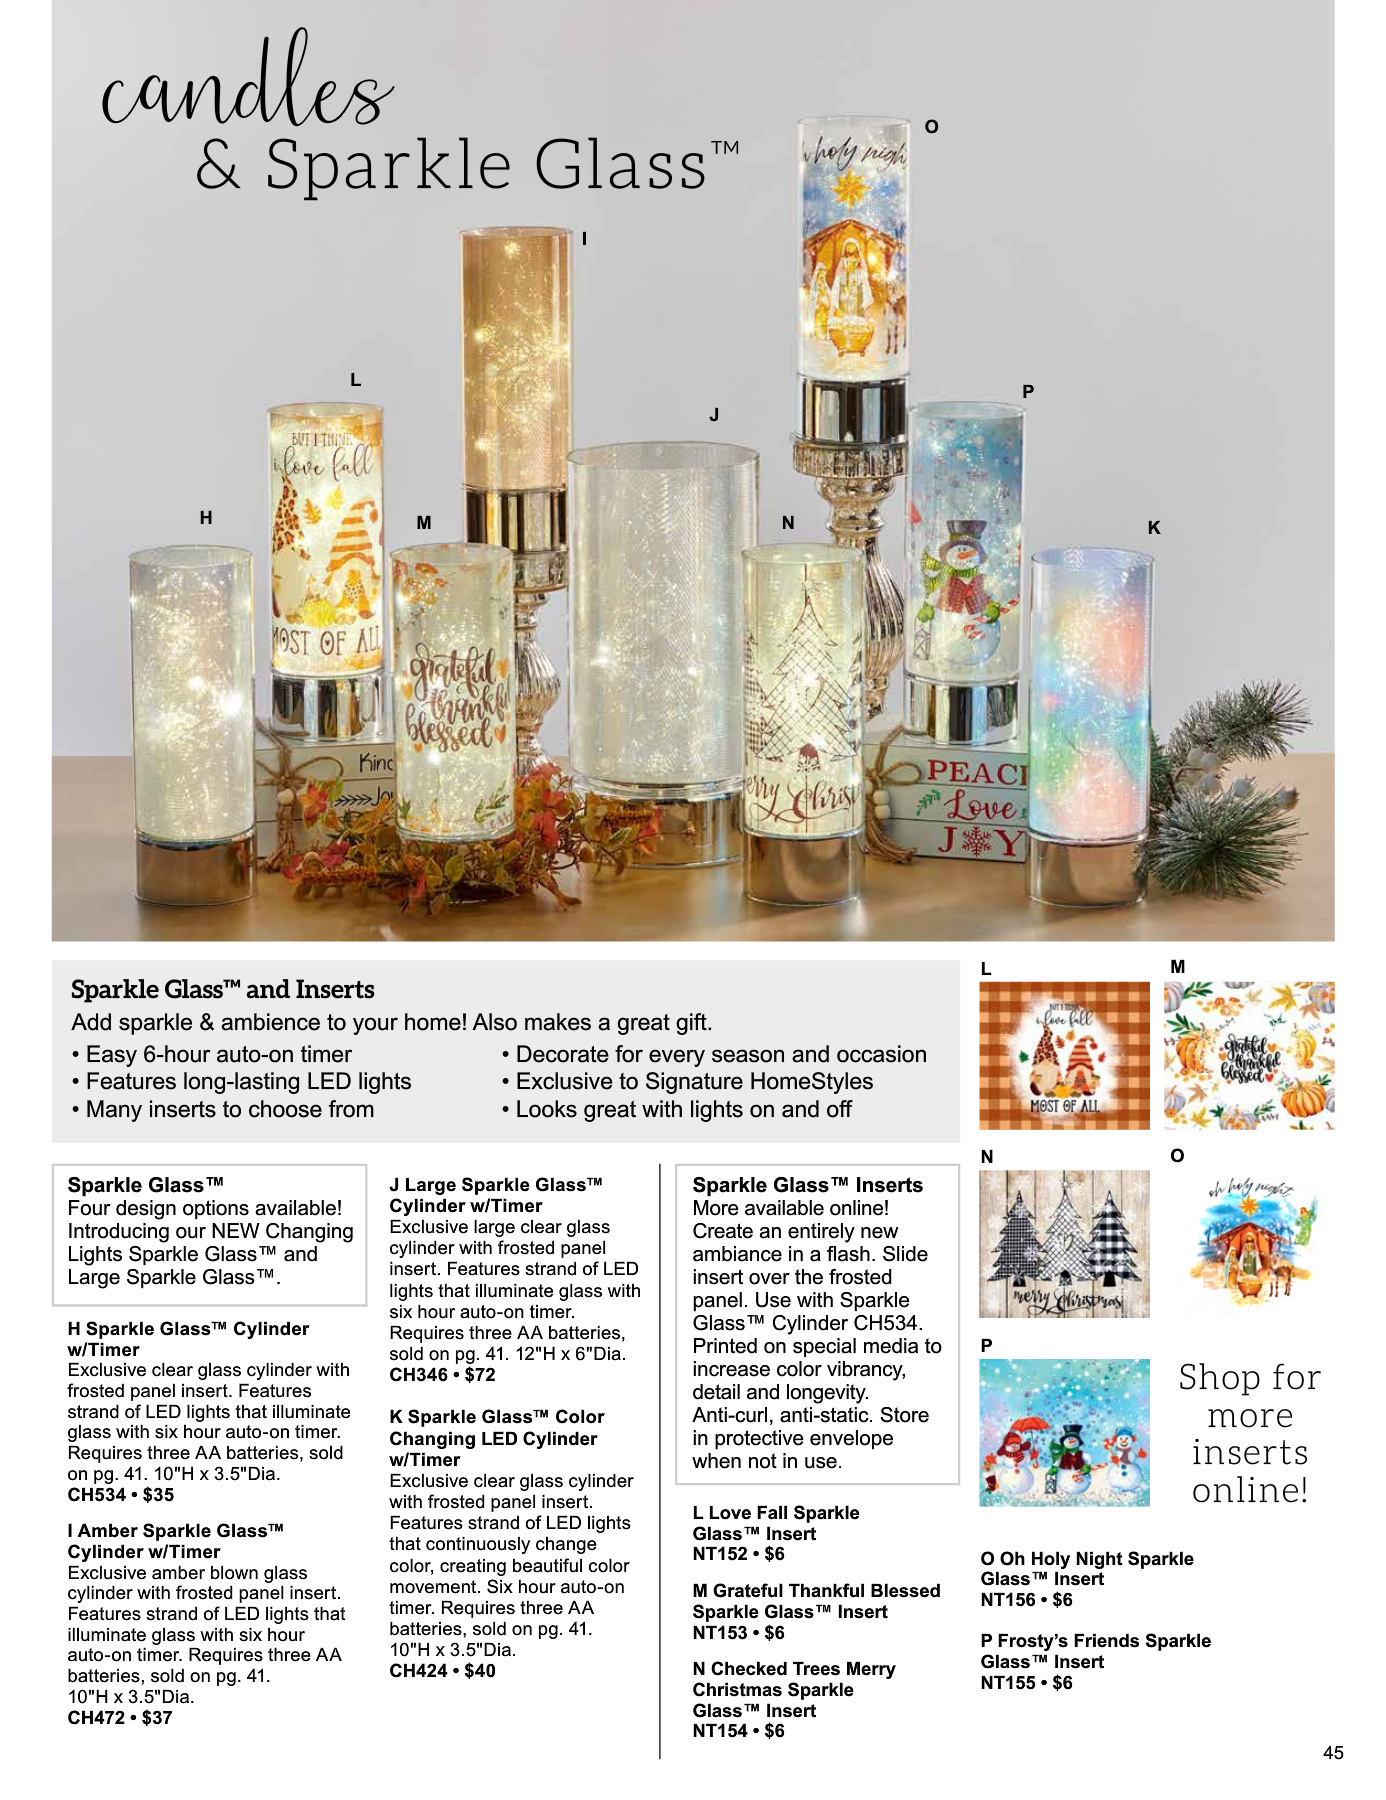 candles
& Sparkle Glass™
O
I
L
P
J
H
M
N
K
holy nigh
BUT I THINK
i love fall
MOST OF ALL
grateful
thankful
blessed
Merry Christ
Kind
Joy
PEACE
Love
JOY
Sparkle Glass™ and Inserts
Add sparkle & ambience to your home! Also makes a great gift.
• Easy 6-hour auto-on timer
• Features long-lasting LED lights
• Many inserts to choose from
• Decorate for every season and occasion
• Exclusive to Signature HomeStyles
• Looks great with lights on and off
L
BUT I THINK
i love fall
MOST OF ALL
M
grateful
thankful
blessed
N
merry Christmas
O
oh holy night
P
Shop for
more
inserts
online!
Sparkle Glass™
Four design options available!
Introducing our NEW Changing
Lights Sparkle Glass™ and
Large Sparkle Glass™.
H Sparkle Glass™ Cylinder
w/Timer
Exclusive clear glass cylinder with
frosted panel insert. Features
strand of LED lights that illuminate
glass with six hour auto-on timer.
Requires three AA batteries, sold
on pg. 41. 10"H x 3.5"Dia.
CH534 • $35
I Amber Sparkle Glass™
Cylinder w/Timer
Exclusive amber blown glass
cylinder with frosted panel insert.
Features strand of LED lights that
illuminate glass with six hour
auto-on timer. Requires three AA
batteries, sold on pg. 41.
10"H x 3.5"Dia.
CH472 • $37
J Large Sparkle Glass™
Cylinder w/Timer
Exclusive large clear glass
cylinder with frosted panel
insert. Features strand of LED
lights that illuminate glass with
six hour auto-on timer.
Requires three AA batteries,
sold on pg. 41. 12"H x 6"Dia.
CH346 • $72
K Sparkle Glass™ Color
Changing LED Cylinder
w/Timer
Exclusive clear glass cylinder
with frosted panel insert.
Features strand of LED lights
that continuously change
color, creating beautiful color
movement. Six hour auto-on
timer. Requires three AA
batteries, sold on pg. 41.
10"H x 3.5"Dia.
CH424 • $40
Sparkle Glass™ Inserts
More available online!
Create an entirely new
ambiance in a flash. Slide
insert over the frosted
panel. Use with Sparkle
Glass™ Cylinder CH534.
Printed on special media to
increase color vibrancy,
detail and longevity.
Anti-curl, anti-static. Store
in protective envelope
when not in use.
L Love Fall Sparkle
Glass™ Insert
NT152 • $6
M Grateful Thankful Blessed
Sparkle Glass™ Insert
NT153 • $6
N Checked Trees Merry
Christmas Sparkle
Glass™ Insert
NT154 • $6
O Oh Holy Night Sparkle
Glass™ Insert
NT156 • $6
P Frosty's Friends Sparkle
Glass™ Insert
NT155 • $6
45